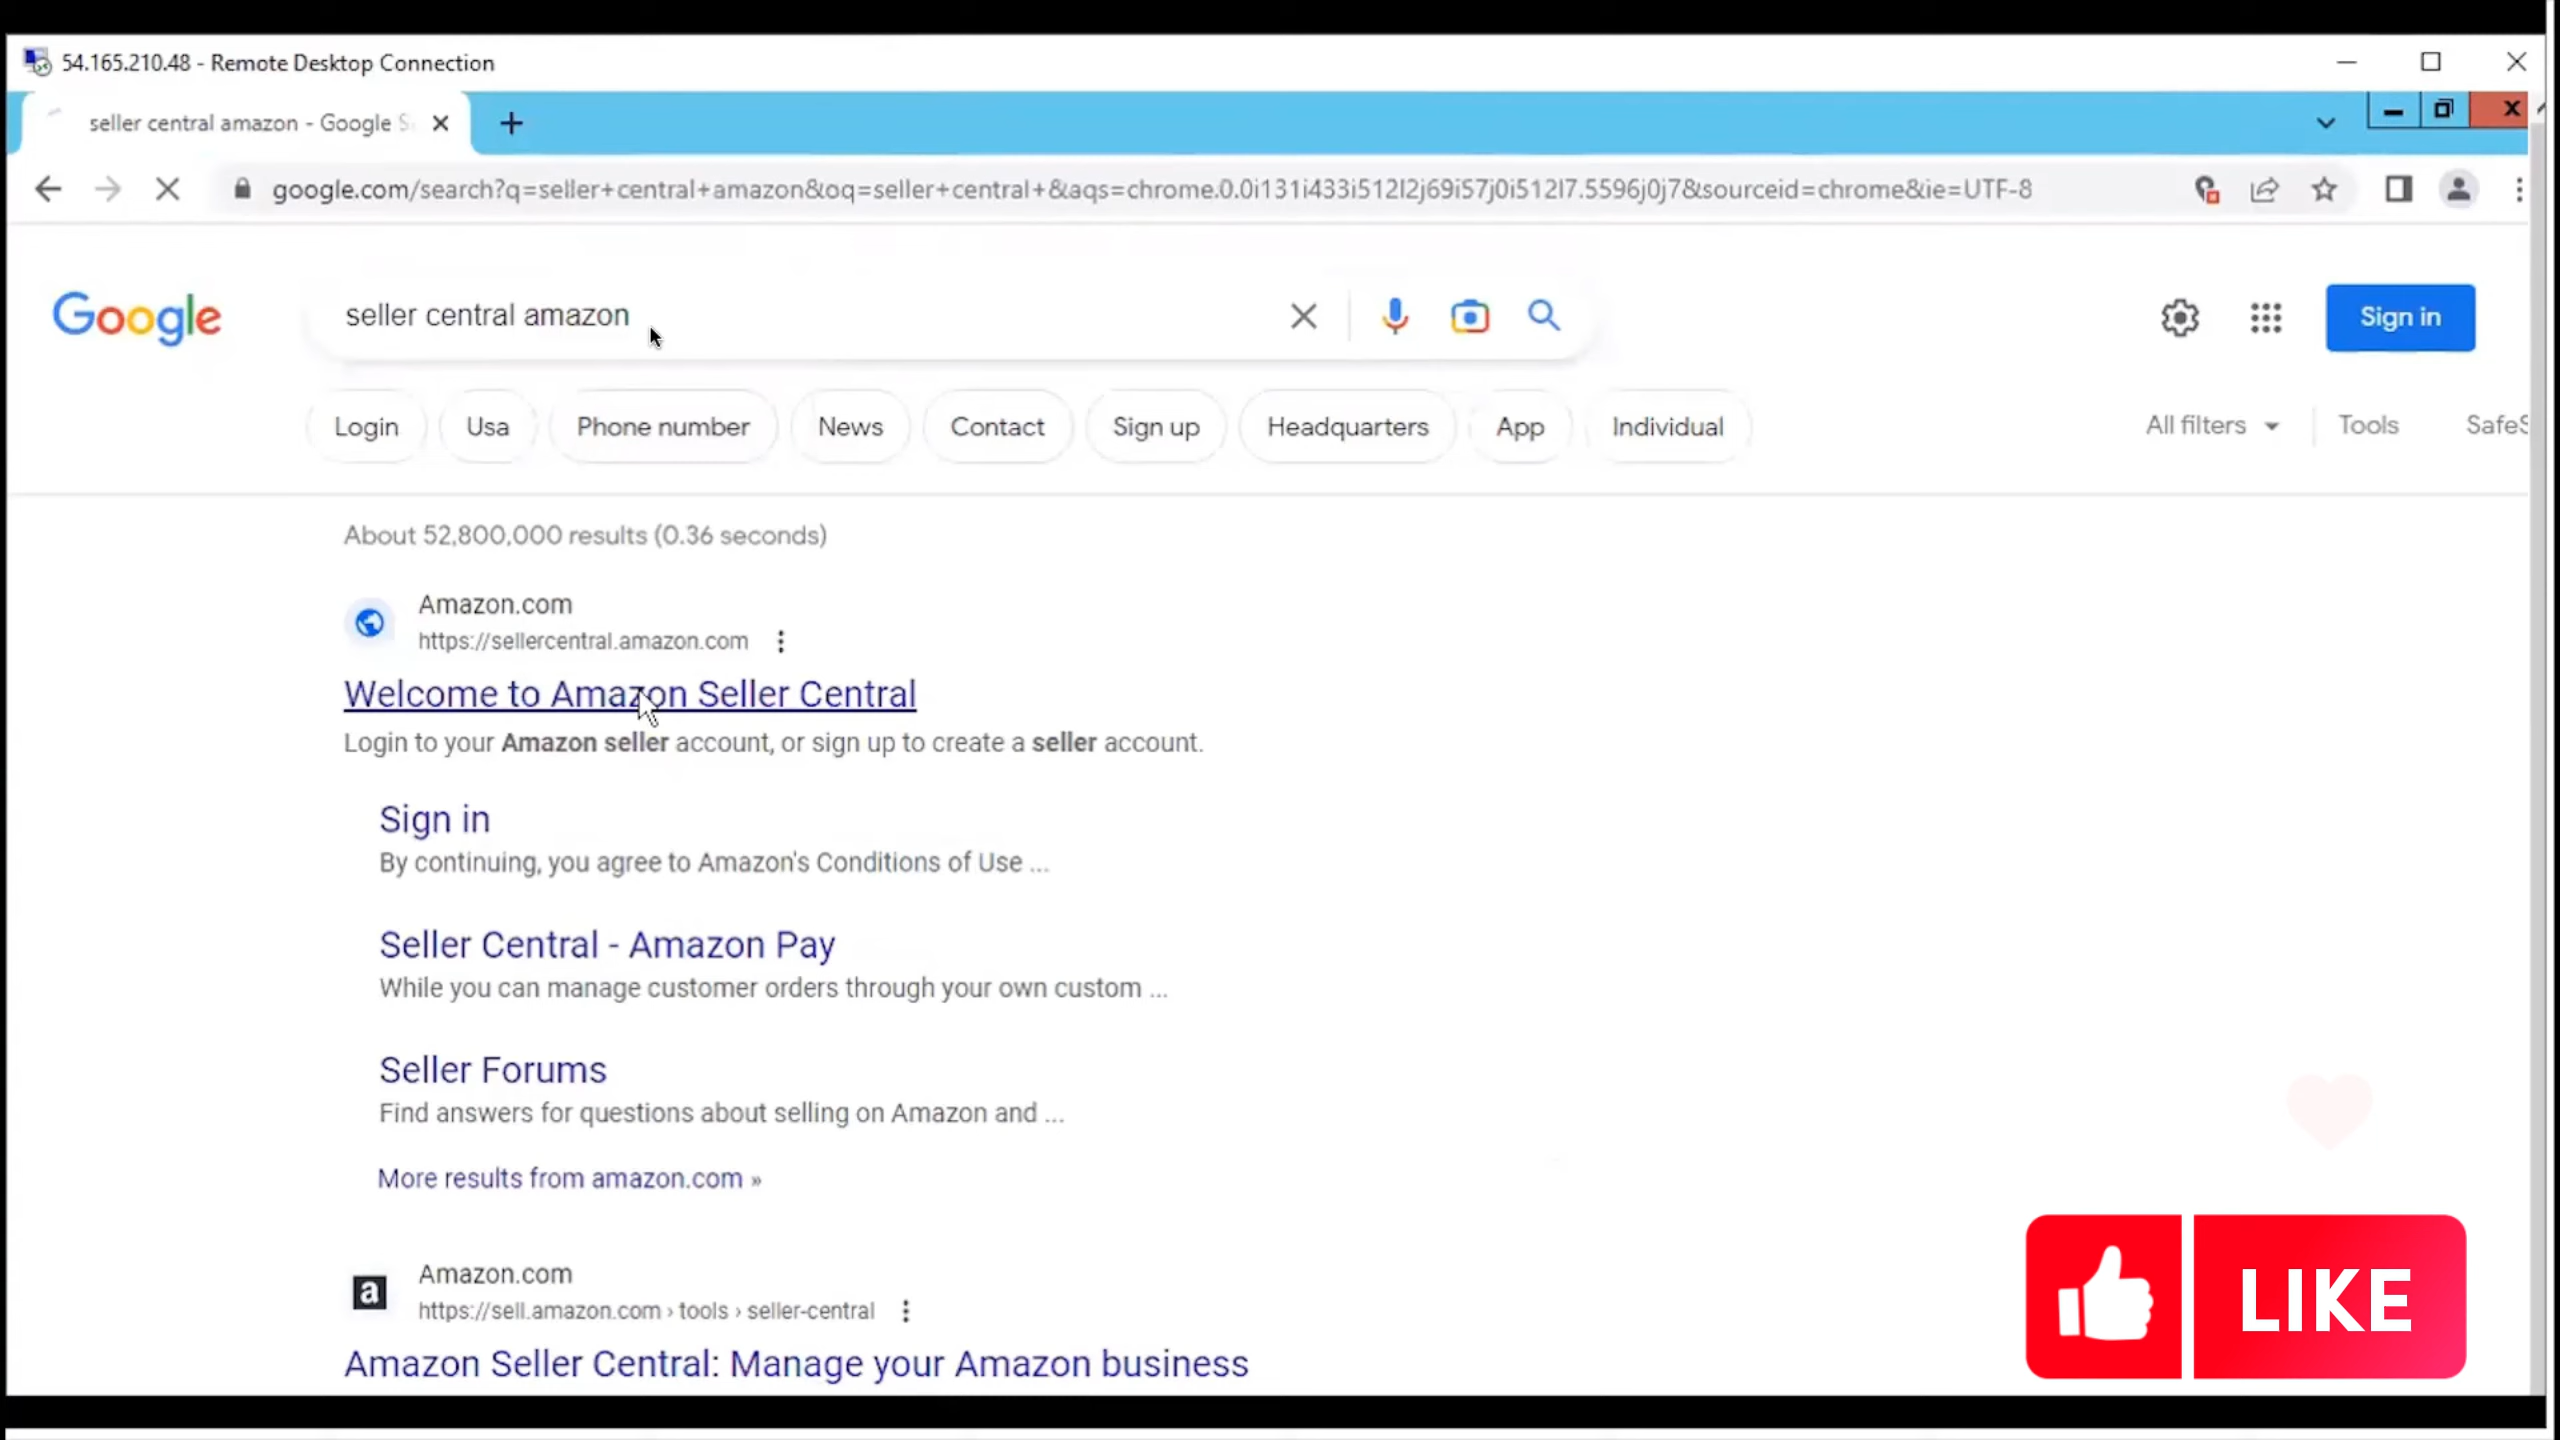 54.165.210.48 - Remote Desktop Connection
seller central amazon - Google S
google.com/search?q=seller+central+amazon&oq=seller+central+&aqs=chrome.0.0i131i433i512l2j69i57j0i512l7.5596j0j7&sourceid=chrome&ie=UTF-8
Google
seller central amazon
Sign in
Login
Usa
Phone number
News
Contact
Sign up
Headquarters
App
Individual
All filters
Tools
SafeS
About 52,800,000 results (0.36 seconds)
Amazon.com
https://sellercentral.amazon.com
Welcome to Amazon Seller Central
Login to your Amazon seller account, or sign up to create a seller account.
Sign in
By continuing, you agree to Amazon's Conditions of Use ...
Seller Central - Amazon Pay
While you can manage customer orders through your own custom ...
Seller Forums
Find answers for questions about selling on Amazon and ...
More results from amazon.com »
a
Amazon.com
https://sell.amazon.com › tools › seller-central
Amazon Seller Central: Manage your Amazon business
LIKE